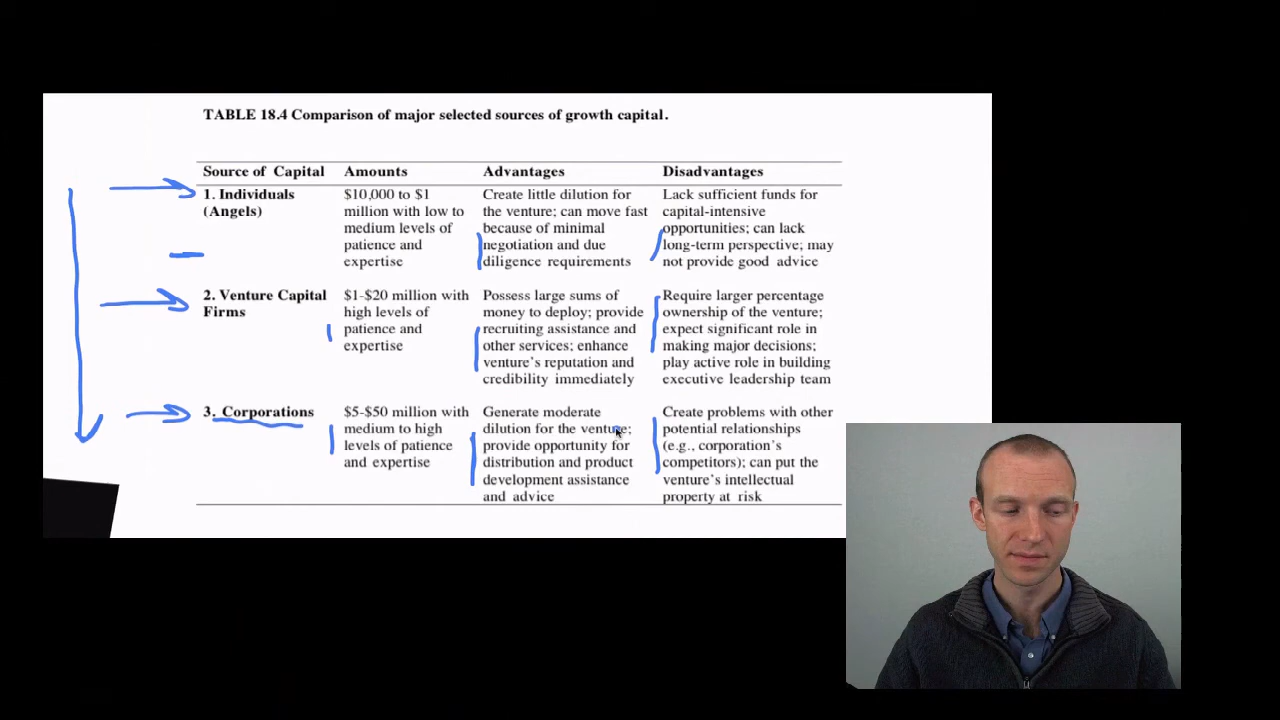 TABLE 18.4 Comparison of major selected sources of growth capital.
Source of Capital Amounts Advantages Disadvantages
1. Individuals $10,000 to $1 Create little dilution for Lack sufficient funds for
(Angels) million with low to the venture; can move fast capital-intensive
medium levels of because of minimal opportunities; can lack
patience and negotiation and due long-term perspective; may
expertise diligence requirements not provide good advice
2. Venture Capital $1-$20 million with Possess large sums of Require larger percentage
Firms high levels of money to deploy; provide ownership of the venture;
patience and recruiting assistance and expect significant role in
expertise other services; enhance making major decisions;
venture's reputation and play active role in building
credibility immediately executive leadership team
3. Corporations $5-$50 million with Generate moderate Create problems with other
medium to high dilution for the venture; potential relationships
levels of patience provide opportunity for (e.g., corporation's
and expertise distribution and product competitors); can put the
development assistance venture's intellectual
and advice property at risk